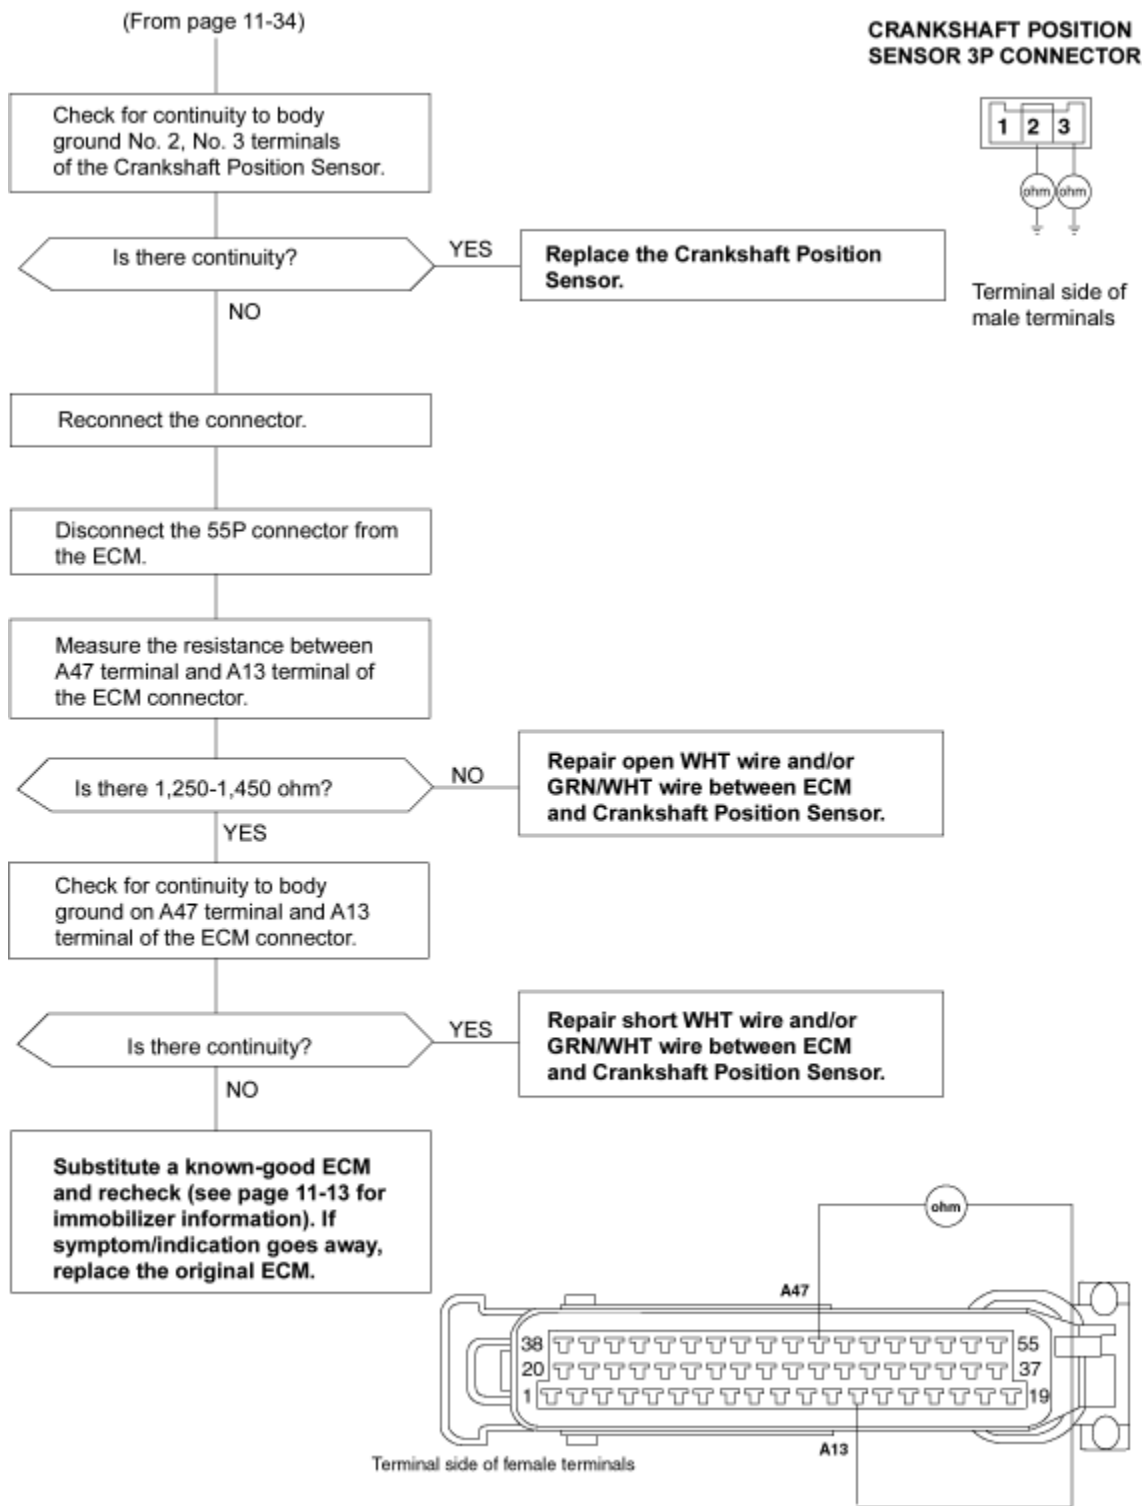 (From page 11-34)
CRANKSHAFT POSITION
SENSOR 3P CONNECTOR
Check for continuity to body
ground No. 2, No. 3 terminals
of the Crankshaft Position Sensor.
1 2 3
ohm ohm
Is there continuity?
YES
Replace the Crankshaft Position
Sensor.
Terminal side of
male terminals
NO
Reconnect the connector.
Disconnect the 55P connector from
the ECM.
Measure the resistance between
A47 terminal and A13 terminal of
the ECM connector.
Is there 1,250-1,450 ohm?
NO
Repair open WHT wire and/or
GRN/WHT wire between ECM
and Crankshaft Position Sensor.
YES
Check for continuity to body
ground on A47 terminal and A13
terminal of the ECM connector.
Is there continuity?
YES
Repair short WHT wire and/or
GRN/WHT wire between ECM
and Crankshaft Position Sensor.
NO
Substitute a known-good ECM
and recheck (see page 11-13 for
immobilizer information). If
symptom/indication goes away,
replace the original ECM.
ohm
A47
38 55
20 37
1 19
A13
Terminal side of female terminals